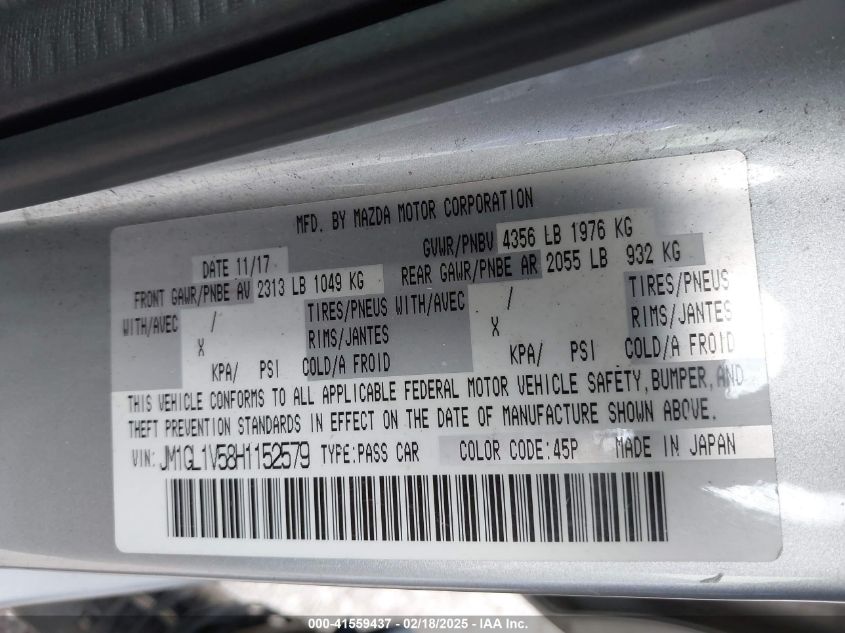 MFD. BY MAZDA MOTOR CORPORATION
DATE 11/17 GVWR/PNBV 4356 LB 1976 KG
FRONT GAWR/PNBE AV 2313 LB 1049 KG REAR GAWR/PNBE AR 2055 LB 932 KG
WITH/AVEC / TIRES/PNEUS WITH/AVEC / TIRES/PNEUS
X RIMS/JANTES X RIMS/JANTES
KPA/ PSI COLD/A FROID KPA/ PSI COLD/A FROID
THIS VEHICLE CONFORMS TO ALL APPLICABLE FEDERAL MOTOR VEHICLE SAFETY, BUMPER, AND
THEFT PREVENTION STANDARDS IN EFFECT ON THE DATE OF MANUFACTURE SHOWN ABOVE.
VIN: JM1GL1V58H1152579 TYPE: PASS CAR COLOR CODE: 45P MADE IN JAPAN
000-41559437 - 02/18/2025 - IAAI.com